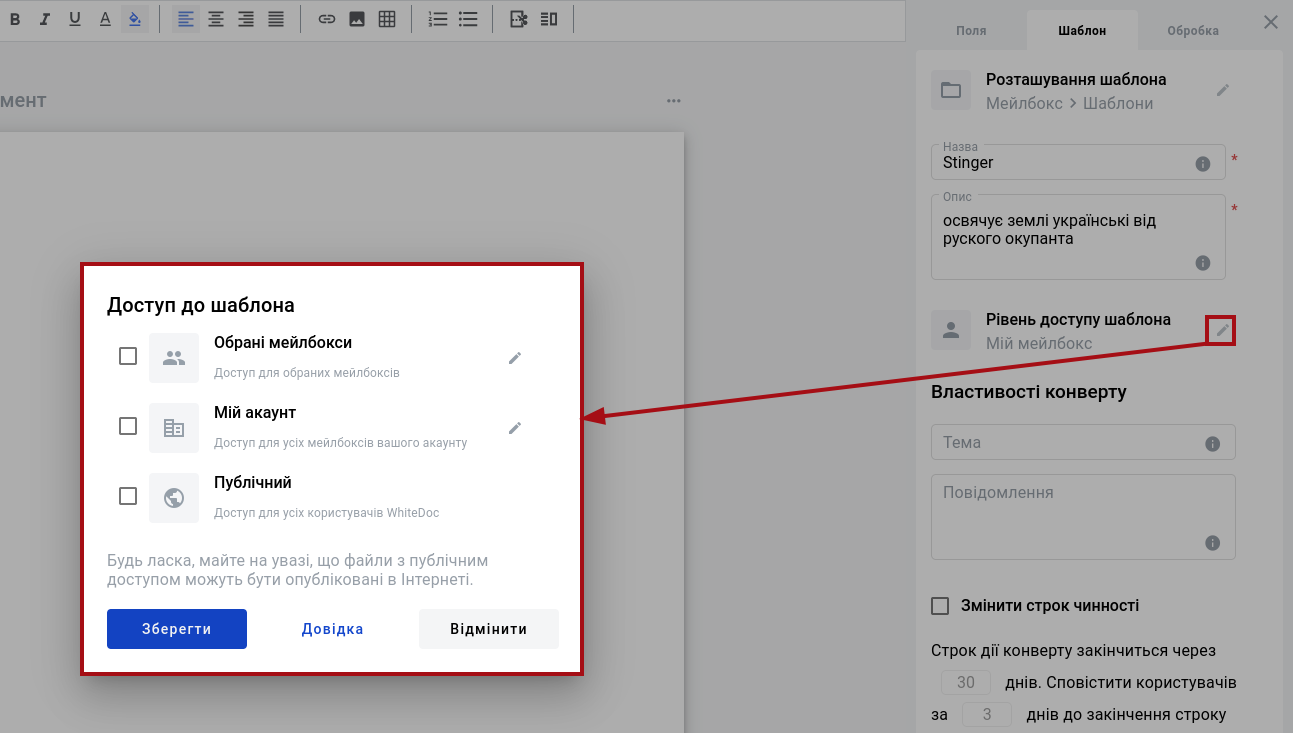 B I U A
Поля Шаблон Обробка
мент
Розташування шаблона
Мейлбокс > Шаблони
Назва
Stinger
*
Опис
*
освячує землі українські від
руского окупанта
Рівень доступу шаблона
Мій мейлбокс
Властивості конверту
Тема
Повідомлення
Змінити строк чинності
Строк дії конверту закінчиться через
30 днів. Сповістити користувачів
за 3 днів до закінчення строку
Доступ до шаблона
Обрані мейлбокси
Доступ для обраних мейлбоксів
Мій акаунт
Доступ для усіх мейлбоксів вашого акаунту
Публічний
Доступ для усіх користувачів WhiteDoc
Будь ласка, майте на увазі, що файли з публічним
доступом можуть бути опубліковані в Інтернеті.
Зберегти Довідка Відмінити